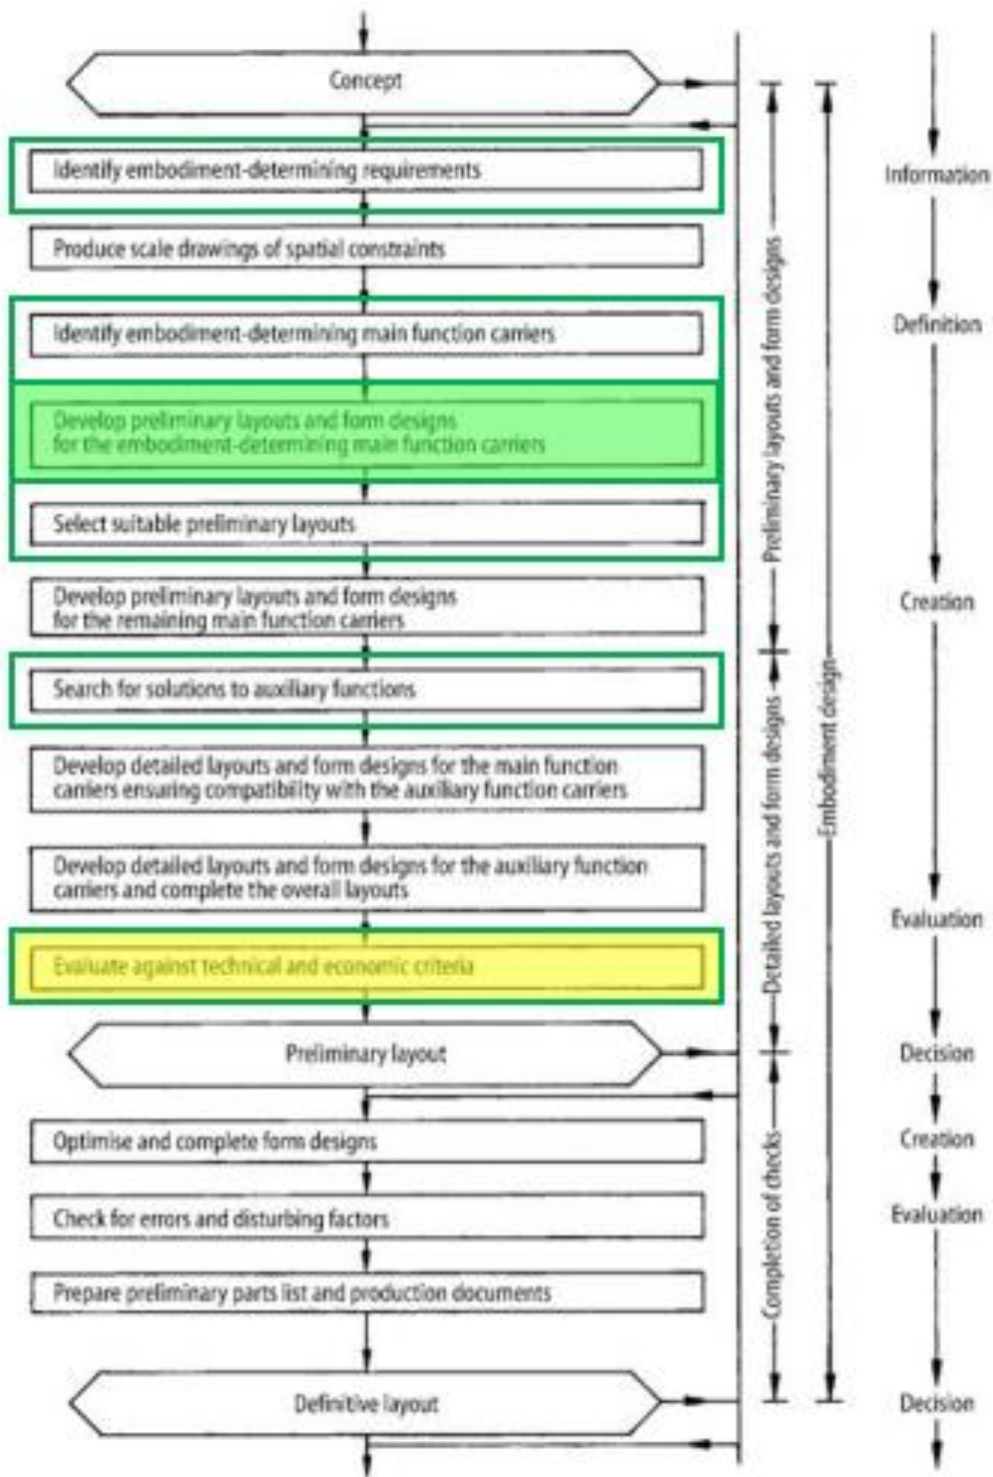 Concept
Identify embodiment-determining requirements
Information
Produce scale drawings of spatial constraints
Identify embodiment-determining main function carriers
Definition
Develop preliminary layouts and form designs
for the embodiment-determining main function carriers
Select suitable preliminary layouts
Develop preliminary layouts and form designs
for the remaining main function carriers
Creation
Search for solutions to auxiliary functions
Develop detailed layouts and form designs for the main function
carriers ensuring compatibility with the auxiliary function carriers
Develop detailed layouts and form designs for the auxiliary function
carriers and complete the overall layouts
Evaluation
Evaluate against technical and economic criteria
Preliminary layout
Decision
Optimise and complete form designs
Creation
Check for errors and disturbing factors
Evaluation
Prepare preliminary parts list and production documents
Definitive layout
Decision
Preliminary layouts and form designs
Detailed layouts and form designs
Completion of checks
Embodiment design